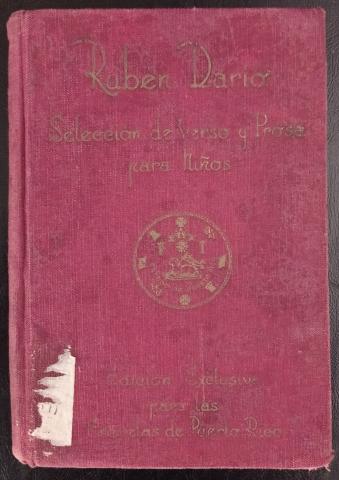 Rubén Darío
Selección de Verso y Prosa
para Niños
F I
Edición Exclusiva
para las
Escuelas de Puerto Rico